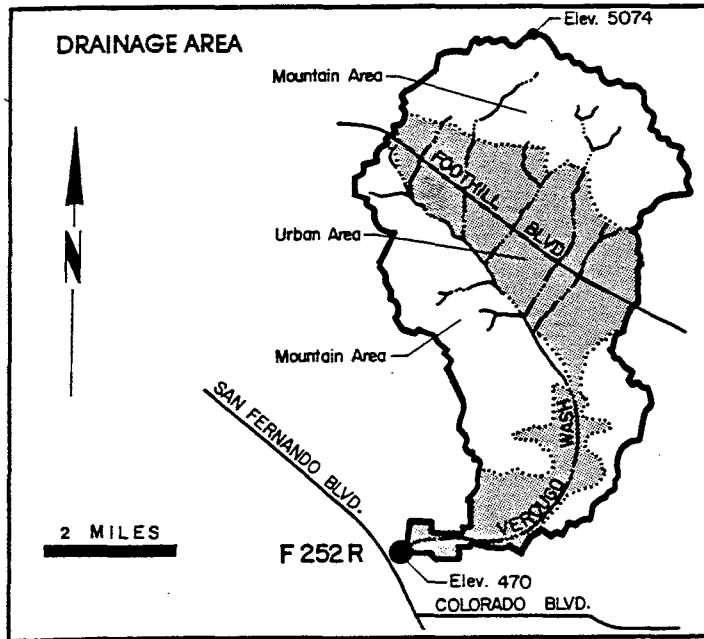 Elev. 5074
DRAINAGE AREA
Mountain Area
FOOTHILL BLVD.
N
Urban Area
Mountain Area
SAN FERNANDO BLVD.
VERDUGO WASH
2 MILES
F 252 R
Elev. 470
COLORADO BLVD.